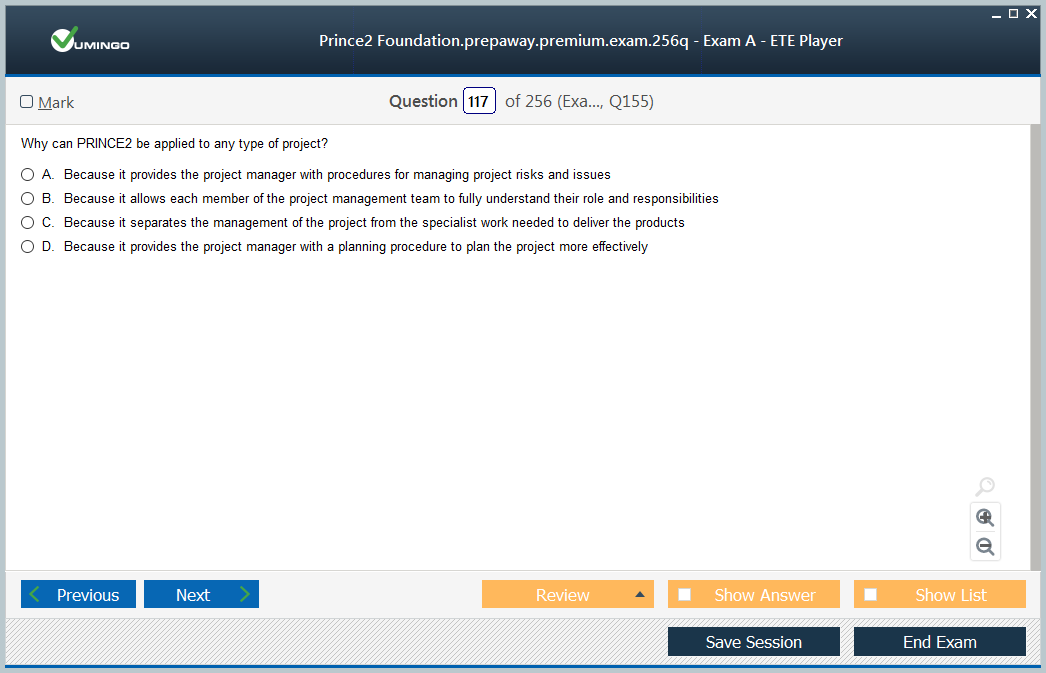 VUMINGO
Prince2 Foundation.prepaway.premium.exam.256q - Exam A - ETE Player
Mark
Question 117 of 256 (Exa..., Q155)
Why can PRINCE2 be applied to any type of project?
A. Because it provides the project manager with procedures for managing project risks and issues
B. Because it allows each member of the project management team to fully understand their role and responsibilities
C. Because it separates the management of the project from the specialist work needed to deliver the products
D. Because it provides the project manager with a planning procedure to plan the project more effectively
Previous
Next
Review
Show Answer
Show List
Save Session
End Exam